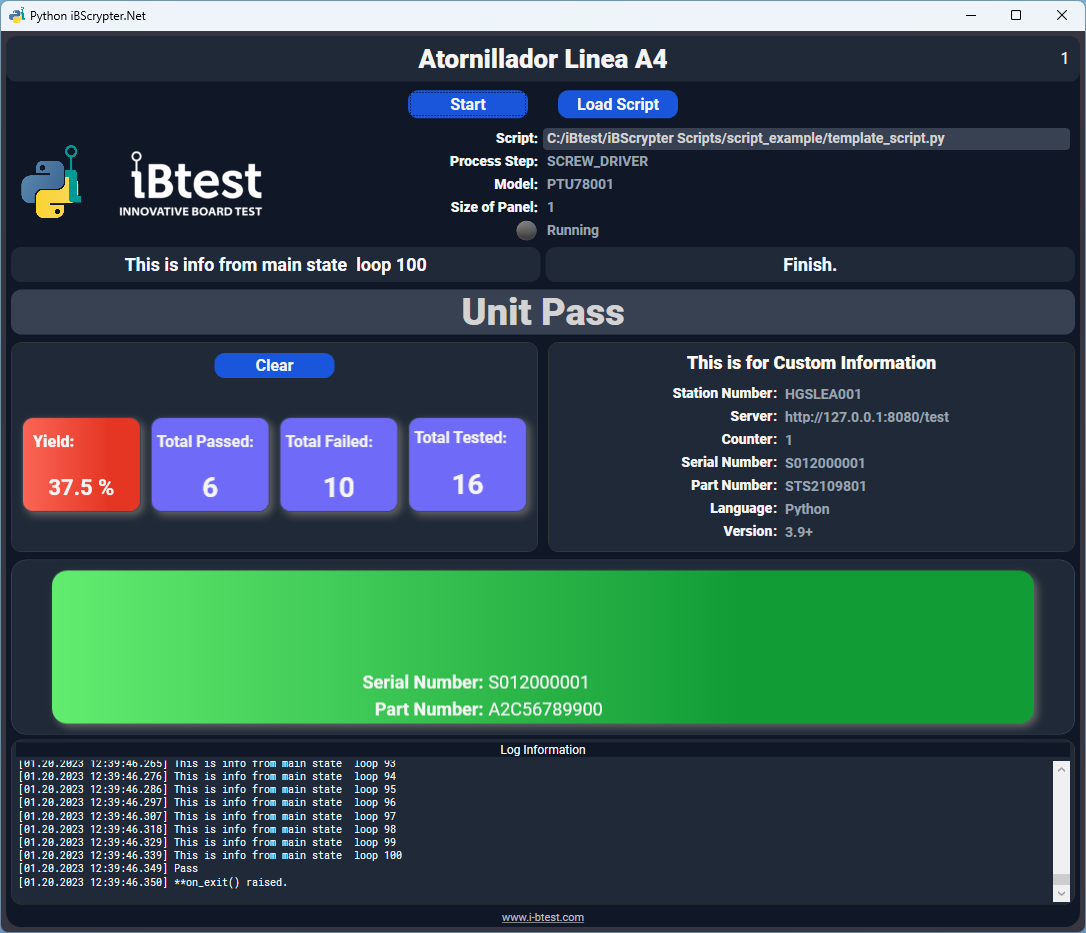 Python iBScrypter.Net
Atornillador Linea A4
1
Start
Load Script
Script: C:/iBtest/iBScrypter Scripts/script_example/template_script.py
Process Step: SCREW_DRIVER
Model: PTU78001
Size of Panel: 1
Running
iBtest
INNOVATIVE BOARD TEST
This is info from main state  loop 100
Finish.
Unit Pass
Clear
Yield:
37.5 %
Total Passed:
6
Total Failed:
10
Total Tested:
16
This is for Custom Information
Station Number: HGSLEA001
Server: http://127.0.0.1:8080/test
Counter: 1
Serial Number: S012000001
Part Number: STS2109801
Language: Python
Version: 3.9+
Serial Number: S012000001
Part Number: A2C56789900
Log Information
[01.20.2023 12:39:46.265] This is info from main state  loop 93
[01.20.2023 12:39:46.276] This is info from main state  loop 94
[01.20.2023 12:39:46.286] This is info from main state  loop 95
[01.20.2023 12:39:46.297] This is info from main state  loop 96
[01.20.2023 12:39:46.307] This is info from main state  loop 97
[01.20.2023 12:39:46.318] This is info from main state  loop 98
[01.20.2023 12:39:46.329] This is info from main state  loop 99
[01.20.2023 12:39:46.339] This is info from main state  loop 100
[01.20.2023 12:39:46.349] Pass
[01.20.2023 12:39:46.350] **on_exit() raised.
www.i-btest.com